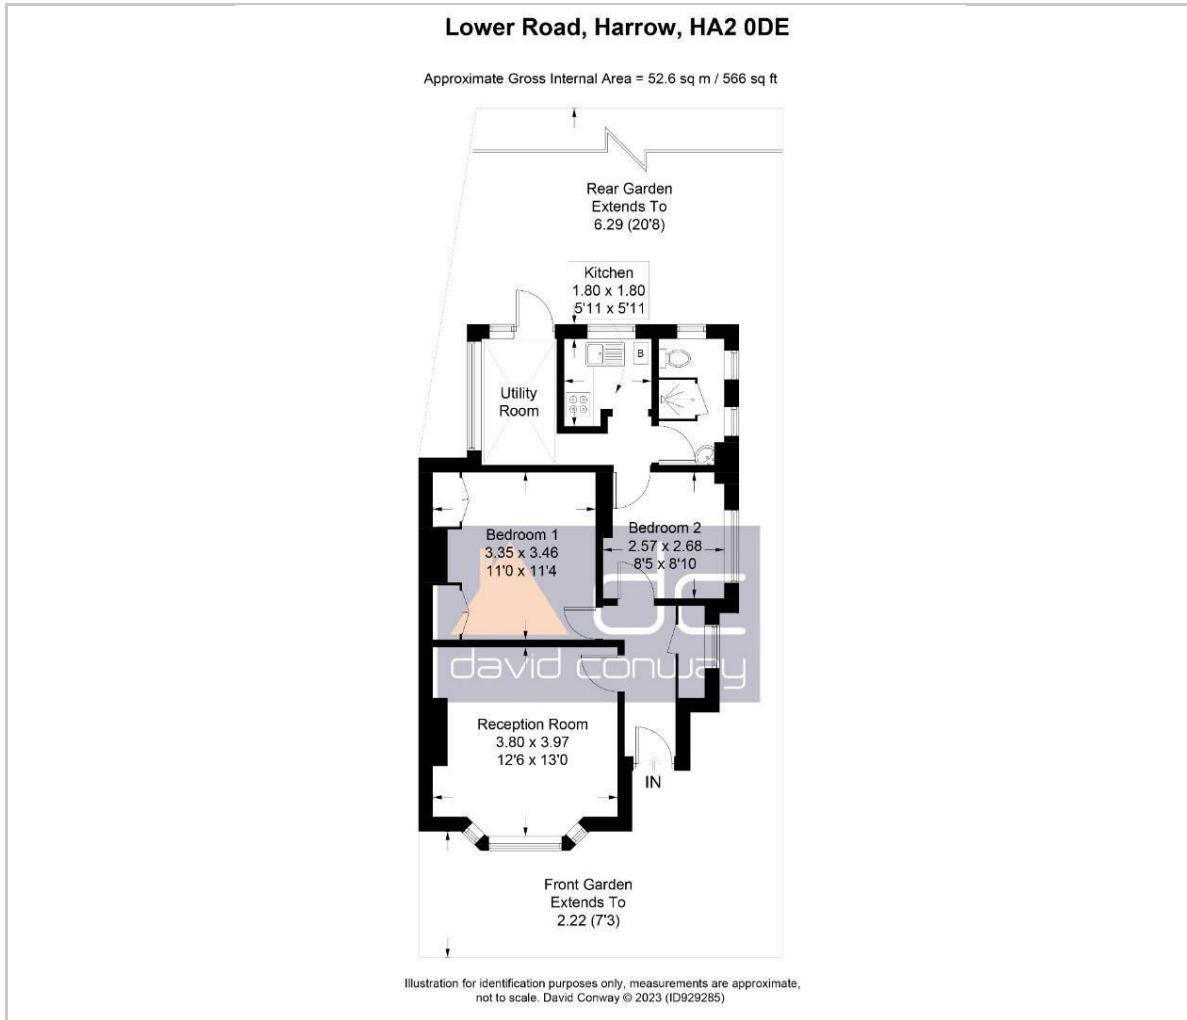 Lower Road, Harrow, HA2 0DE
Approximate Gross Internal Area = 52.6 sq m / 566 sq ft
Rear Garden
Extends To
6.29 (20'8)
Kitchen
1.80 x 1.80
5'11 x 5'11
B
Utility
Room
Bedroom 1
3.35 x 3.46
11'0 x 11'4
Bedroom 2
2.57 x 2.68
8'5 x 8'10
dc
david conway
Reception Room
3.80 x 3.97
12'6 x 13'0
IN
Front Garden
Extends To
2.22 (7'3)
Illustration for identification purposes only, measurements are approximate,
not to scale. David Conway © 2023 (ID929285)